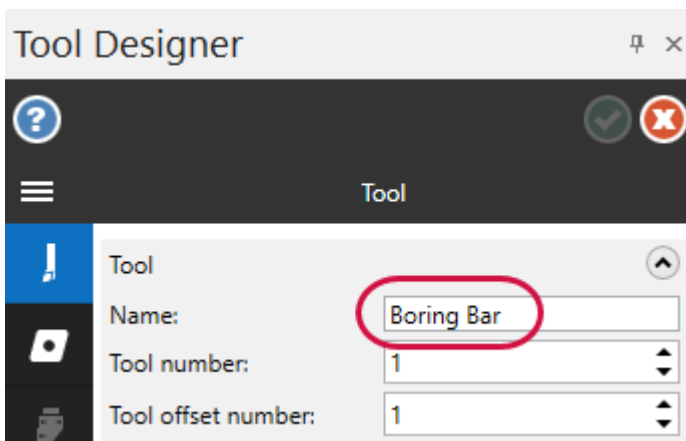 Tool Designer
Tool
Tool
Name: Boring Bar
Tool number: 1
Tool offset number: 1